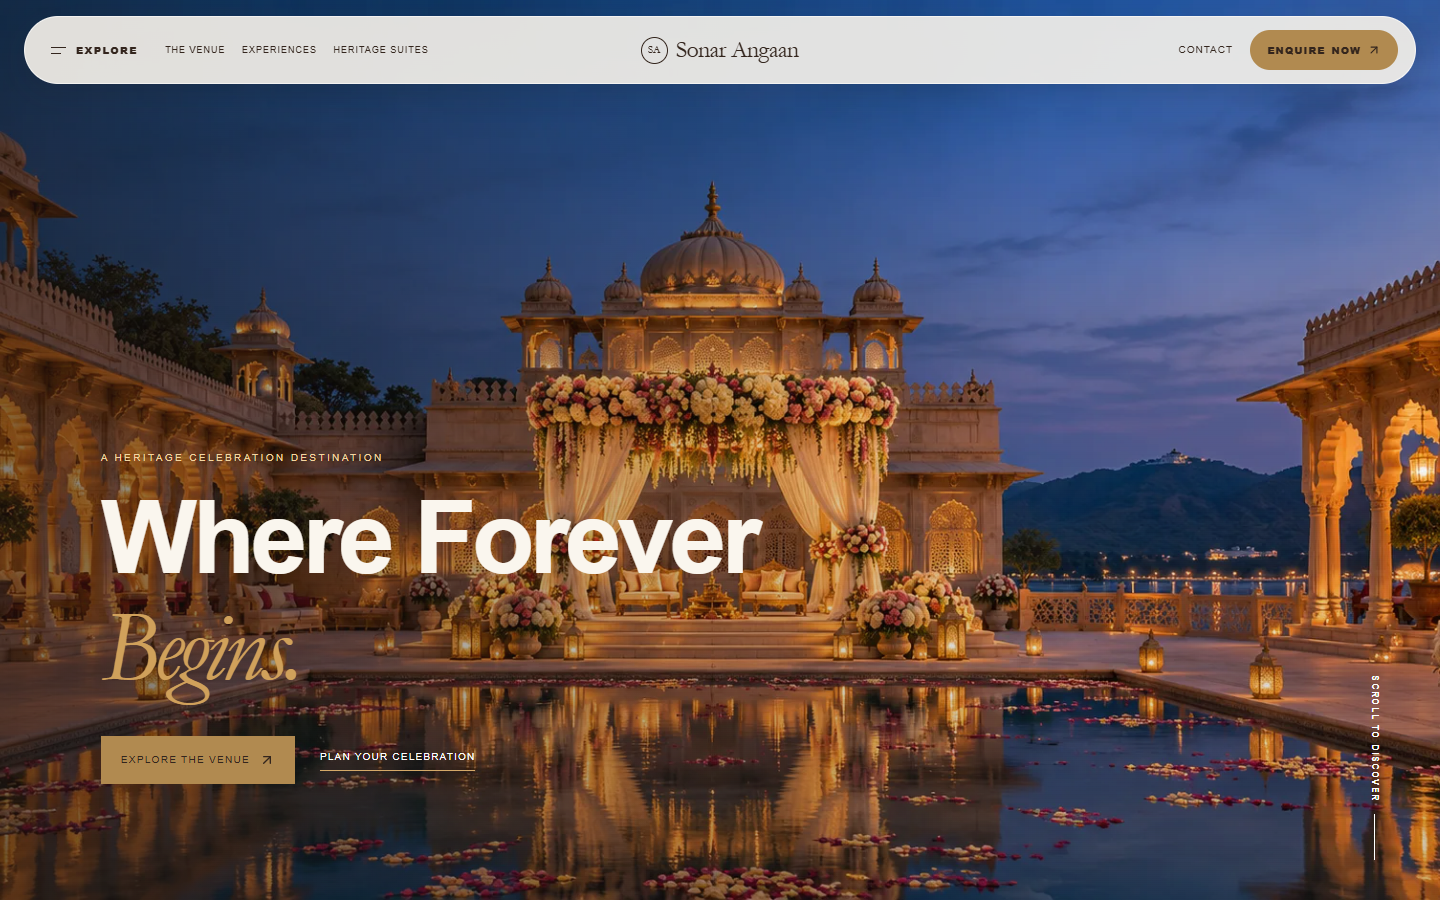 EXPLORE
THE VENUE
EXPERIENCES
HERITAGE SUITES
SA
Sonar Angaan
CONTACT
ENQUIRE NOW
A HERITAGE CELEBRATION DESTINATION
Where Forever
Begins.
EXPLORE THE VENUE
PLAN YOUR CELEBRATION
SCROLL TO DISCOVER